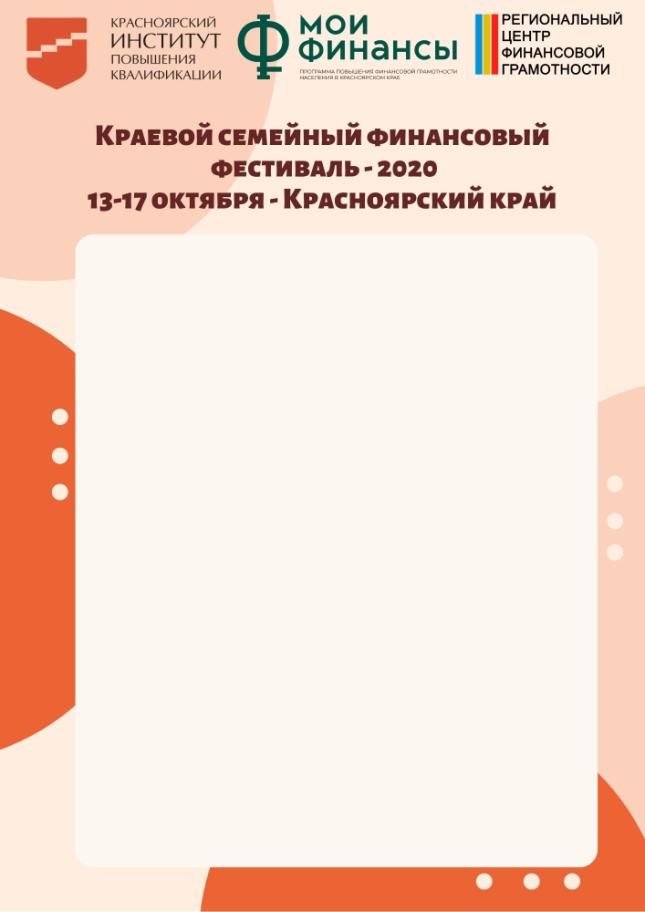 КРАСНОЯРСКИЙ
ИНСТИТУТ
ПОВЫШЕНИЯ
КВАЛИФИКАЦИИ
МОИ
ФИНАНСЫ
ПРОГРАММА ПОВЫШЕНИЯ ФИНАНСОВОЙ ГРАМОТНОСТИ
НАСЕЛЕНИЯ В КРАСНОЯРСКОМ КРАЕ
РЕГИОНАЛЬНЫЙ
ЦЕНТР
ФИНАНСОВОЙ
ГРАМОТНОСТИ
Краевой семейный финансовый
фестиваль - 2020
13-17 октября - Красноярский край